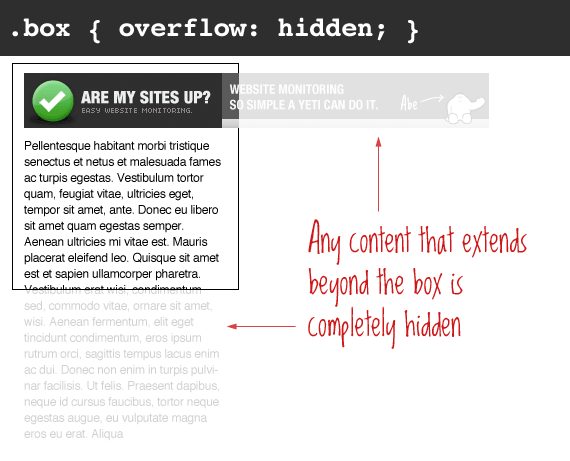 .box { overflow: hidden; }
ARE MY SITES UP?
EASY WEBSITE MONITORING.
WEBSITE MONITORING
SO SIMPLE A YETI CAN DO IT.
Abe
Pellentesque habitant morbi tristique
senectus et netus et malesuada fames
ac turpis egestas. Vestibulum tortor
quam, feugiat vitae, ultricies eget,
tempor sit amet, ante. Donec eu libero
sit amet quam egestas semper.
Aenean ultricies mi vitae est. Mauris
placerat eleifend leo. Quisque sit amet
est et sapien ullamcorper pharetra.
Vestibulum erat wisi, condimentum
sed, commodo vitae, ornare sit amet,
wisi. Aenean fermentum, elit eget
tincidunt condimentum, eros ipsum
rutrum orci, sagittis tempus lacus enim
ac dui. Donec non enim in turpis pulvi-
nar facilisis. Ut felis. Praesent dapibus,
neque id cursus faucibus, tortor neque
egestas augue, eu vulputate magna
eros eu erat. Aliqua
Any content that extends
beyond the box is
completely hidden